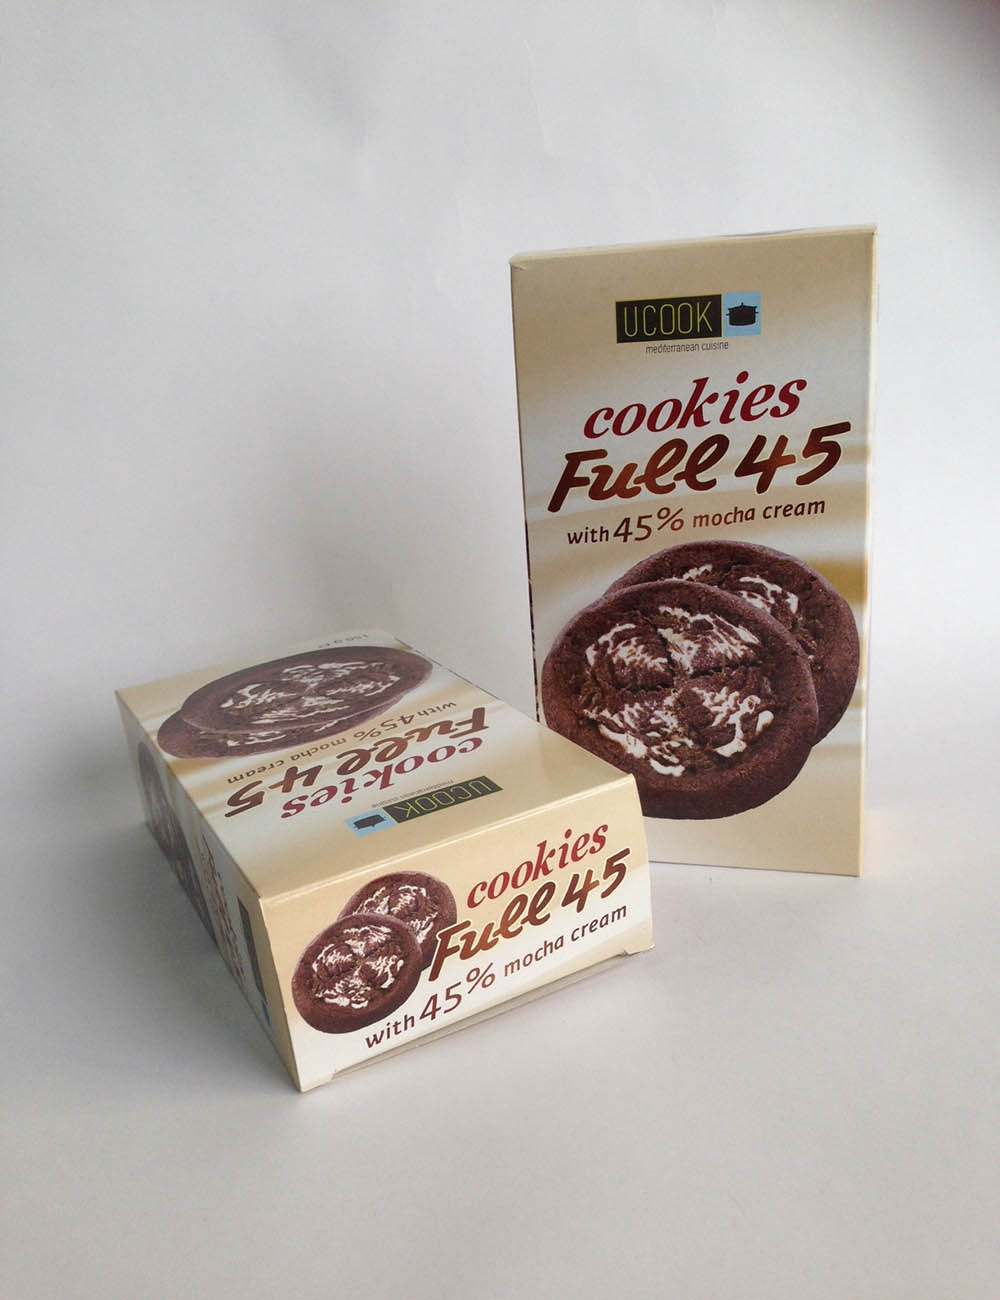 UCOOK
mediterranean cuisine
cookies
Full 45
with 45% mocha cream
150 g ℮
with 45% mocha cream
Full 45
cookies
UCOOK
mediterranean cuisine
cookies
Full 45
with 45% mocha cream